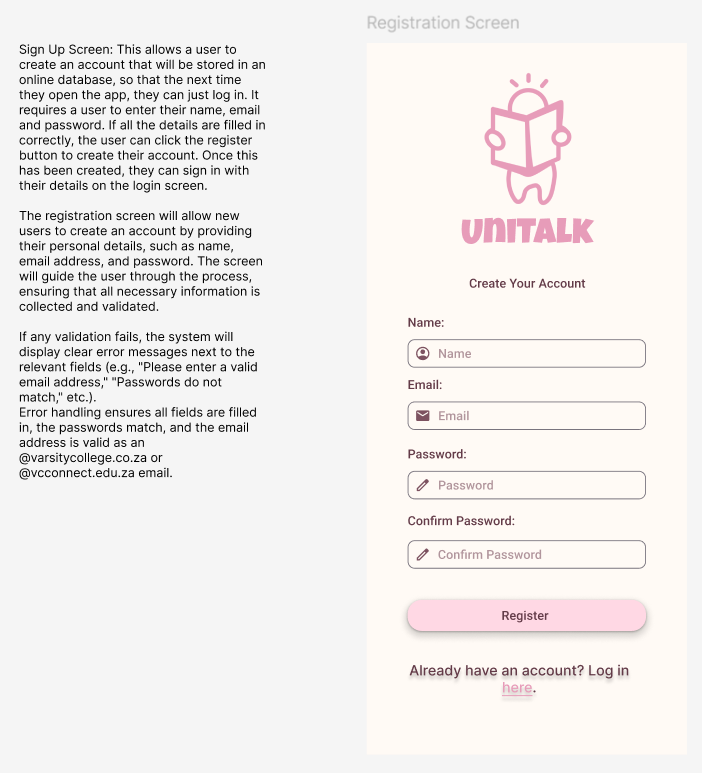 Registration Screen
Sign Up Screen: This allows a user to
create an account that will be stored in an
online database, so that the next time
they open the app, they can just log in. It
requires a user to enter their name, email
and password. If all the details are filled in
correctly, the user can click the register
button to create their account. Once this
has been created, they can sign in with
their details on the login screen.
The registration screen will allow new
users to create an account by providing
their personal details, such as name,
email address, and password. The screen
will guide the user through the process,
ensuring that all necessary information is
collected and validated.
If any validation fails, the system will
display clear error messages next to the
relevant fields (e.g., "Please enter a valid
email address," "Passwords do not
match," etc.).
Error handling ensures all fields are filled
in, the passwords match, and the email
address is valid as an
@varsitycollege.co.za or
@vcconnect.edu.za email.
UNITALK
Create Your Account
Name:
Name
Email:
Email
Password:
Password
Confirm Password:
Confirm Password
Register
Already have an account? Log in
here.